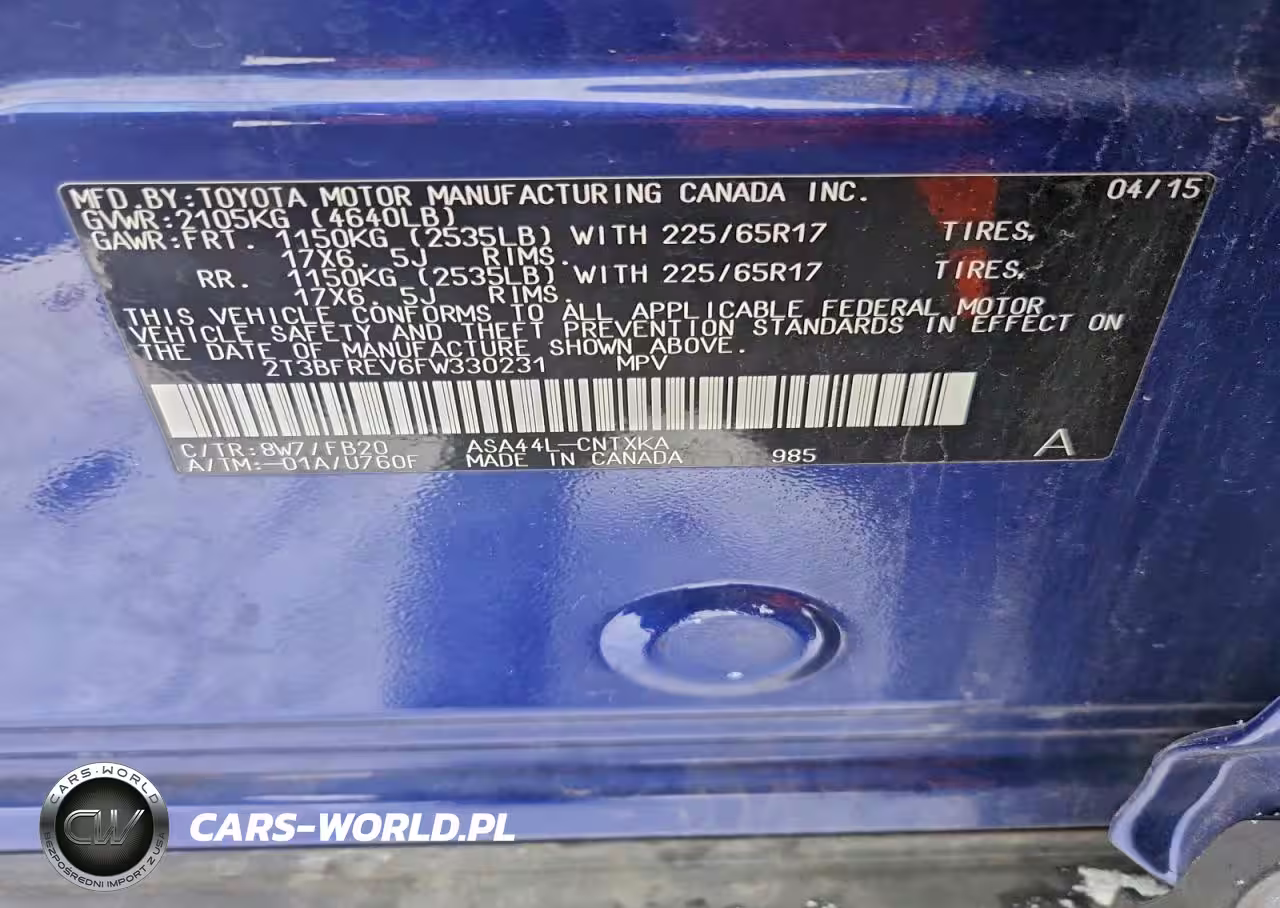 MFD.BY:TOYOTA MOTOR MANUFACTURING CANADA INC. 04/15
GVWR:2105KG (4640LB)
GAWR:FRT. 1150KG (2535LB) WITH 225/65R17 TIRES,
17X6.5J RIMS.
RR. 1150KG (2535LB) WITH 225/65R17 TIRES,
17X6.5J RIMS.
THIS VEHICLE CONFORMS TO ALL APPLICABLE FEDERAL MOTOR
VEHICLE SAFETY AND THEFT PREVENTION STANDARDS IN EFFECT ON
THE DATE OF MANUFACTURE SHOWN ABOVE.
2T3BFREV6FW330231 MPV
C/TR:8W7/FB20 ASA44L-CNTXKA
A/TM:-01A/U760F MADE IN CANADA 985 A
CARS-WORLD
CW
BEZPOŚREDNI IMPORT Z USA
CARS-WORLD.PL